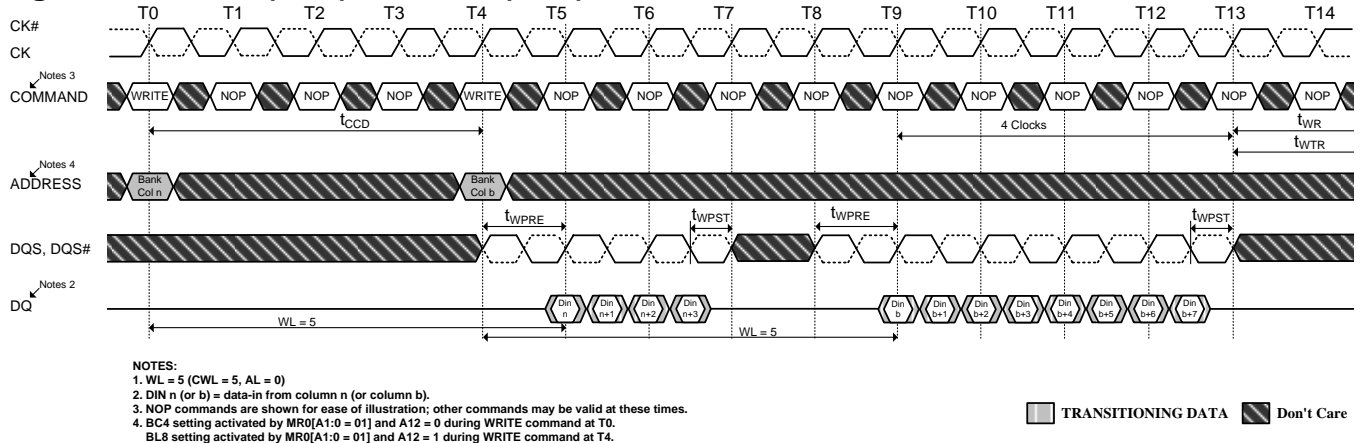 T0 T1 T2 T3 T4 T5 T6 T7 T8 T9 T10 T11 T12 T13 T14
CK#
CK
Notes 3
COMMAND
WRITE NOP NOP NOP WRITE NOP NOP NOP NOP NOP NOP NOP NOP NOP NOP
tCCD
4 Clocks
tWR
tWTR
Notes 4
ADDRESS
Bank Col n
Bank Col b
tWPRE tWPST tWPRE tWPST
DQS, DQS#
Notes 2
DQ
Din n Din n+1 Din n+2 Din n+3 Din b Din b+1 Din b+2 Din b+3 Din b+4 Din b+5 Din b+6 Din b+7
WL = 5
WL = 5
NOTES:
1. WL = 5 (CWL = 5, AL = 0)
2. DIN n (or b) = data-in from column n (or column b).
3. NOP commands are shown for ease of illustration; other commands may be valid at these times.
4. BC4 setting activated by MR0[A1:0 = 01] and A12 = 0 during WRITE command at T0.
BL8 setting activated by MR0[A1:0 = 01] and A12 = 1 during WRITE command at T4.
TRANSITIONING DATA
Don't Care